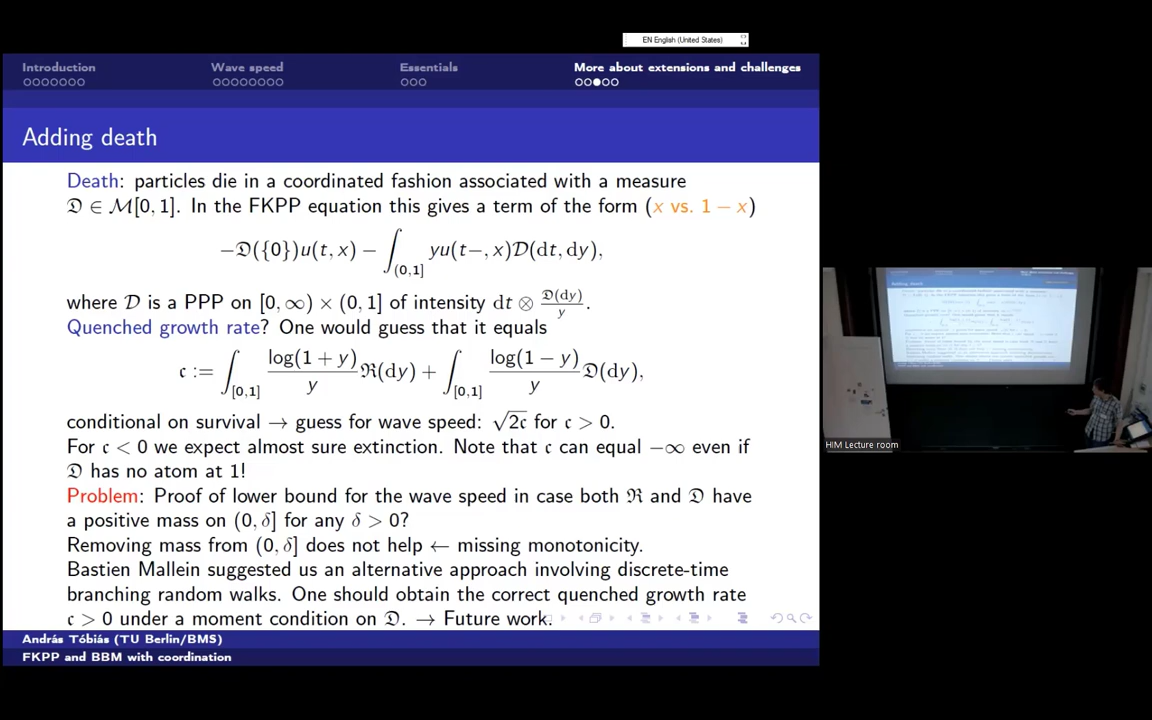 EN English (United States)
Introduction Wave speed Essentials More about extensions and challenges
Adding death
Death: particles die in a coordinated fashion associated with a measure
𝔇 ∈ ℳ[0, 1]. In the FKPP equation this gives a term of the form (x vs. 1 − x)
−𝔇({0})u(t, x) − ∫_(0,1] yu(t−, x)𝒟(dt, dy),
where 𝒟 is a PPP on [0, ∞) × (0, 1] of intensity dt ⊗ 𝔇(dy)/y.
Quenched growth rate? One would guess that it equals
𝔠 := ∫_[0,1] log(1 + y)/y ℜ(dy) + ∫_[0,1] log(1 − y)/y 𝔇(dy),
conditional on survival → guess for wave speed: √2𝔠 for 𝔠 > 0.
For 𝔠 < 0 we expect almost sure extinction. Note that 𝔠 can equal −∞ even if
𝔇 has no atom at 1!
Problem: Proof of lower bound for the wave speed in case both ℜ and 𝔇 have
a positive mass on (0, δ] for any δ > 0?
Removing mass from (0, δ] does not help ← missing monotonicity.
Bastien Mallein suggested us an alternative approach involving discrete-time
branching random walks. One should obtain the correct quenched growth rate
𝔠 > 0 under a moment condition on 𝔇. → Future work.
András Tóbiás (TU Berlin/BMS)
FKPP and BBM with coordination
HIM Lecture room